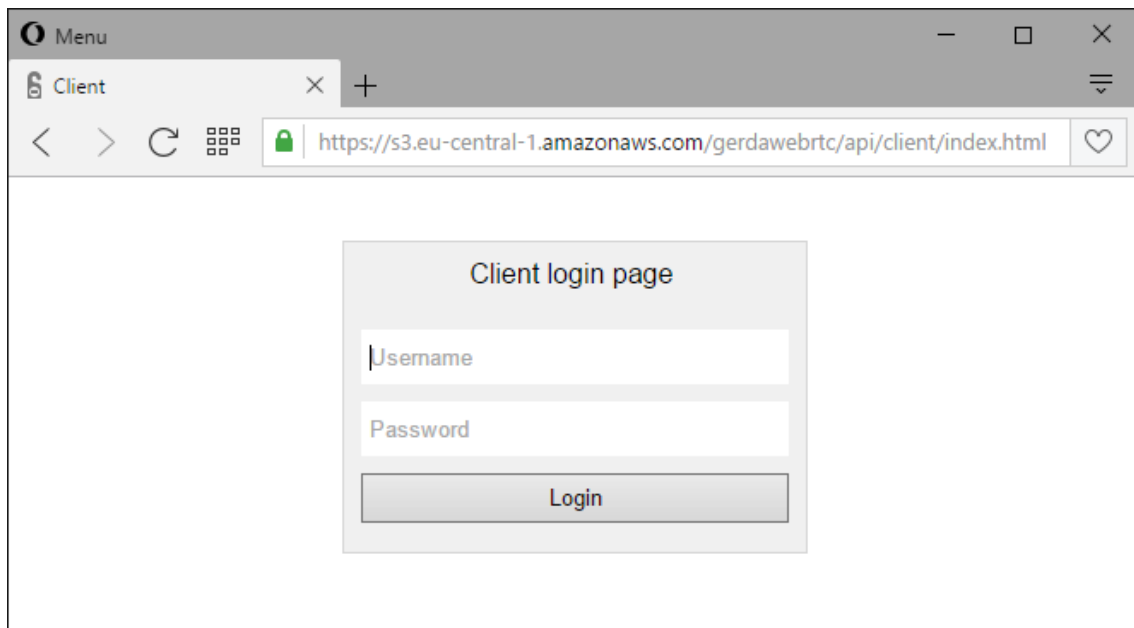 Menu
Client
https://s3.eu-central-1.amazonaws.com/gerdawebrtc/api/client/index.html
Client login page
Username
Password
Login